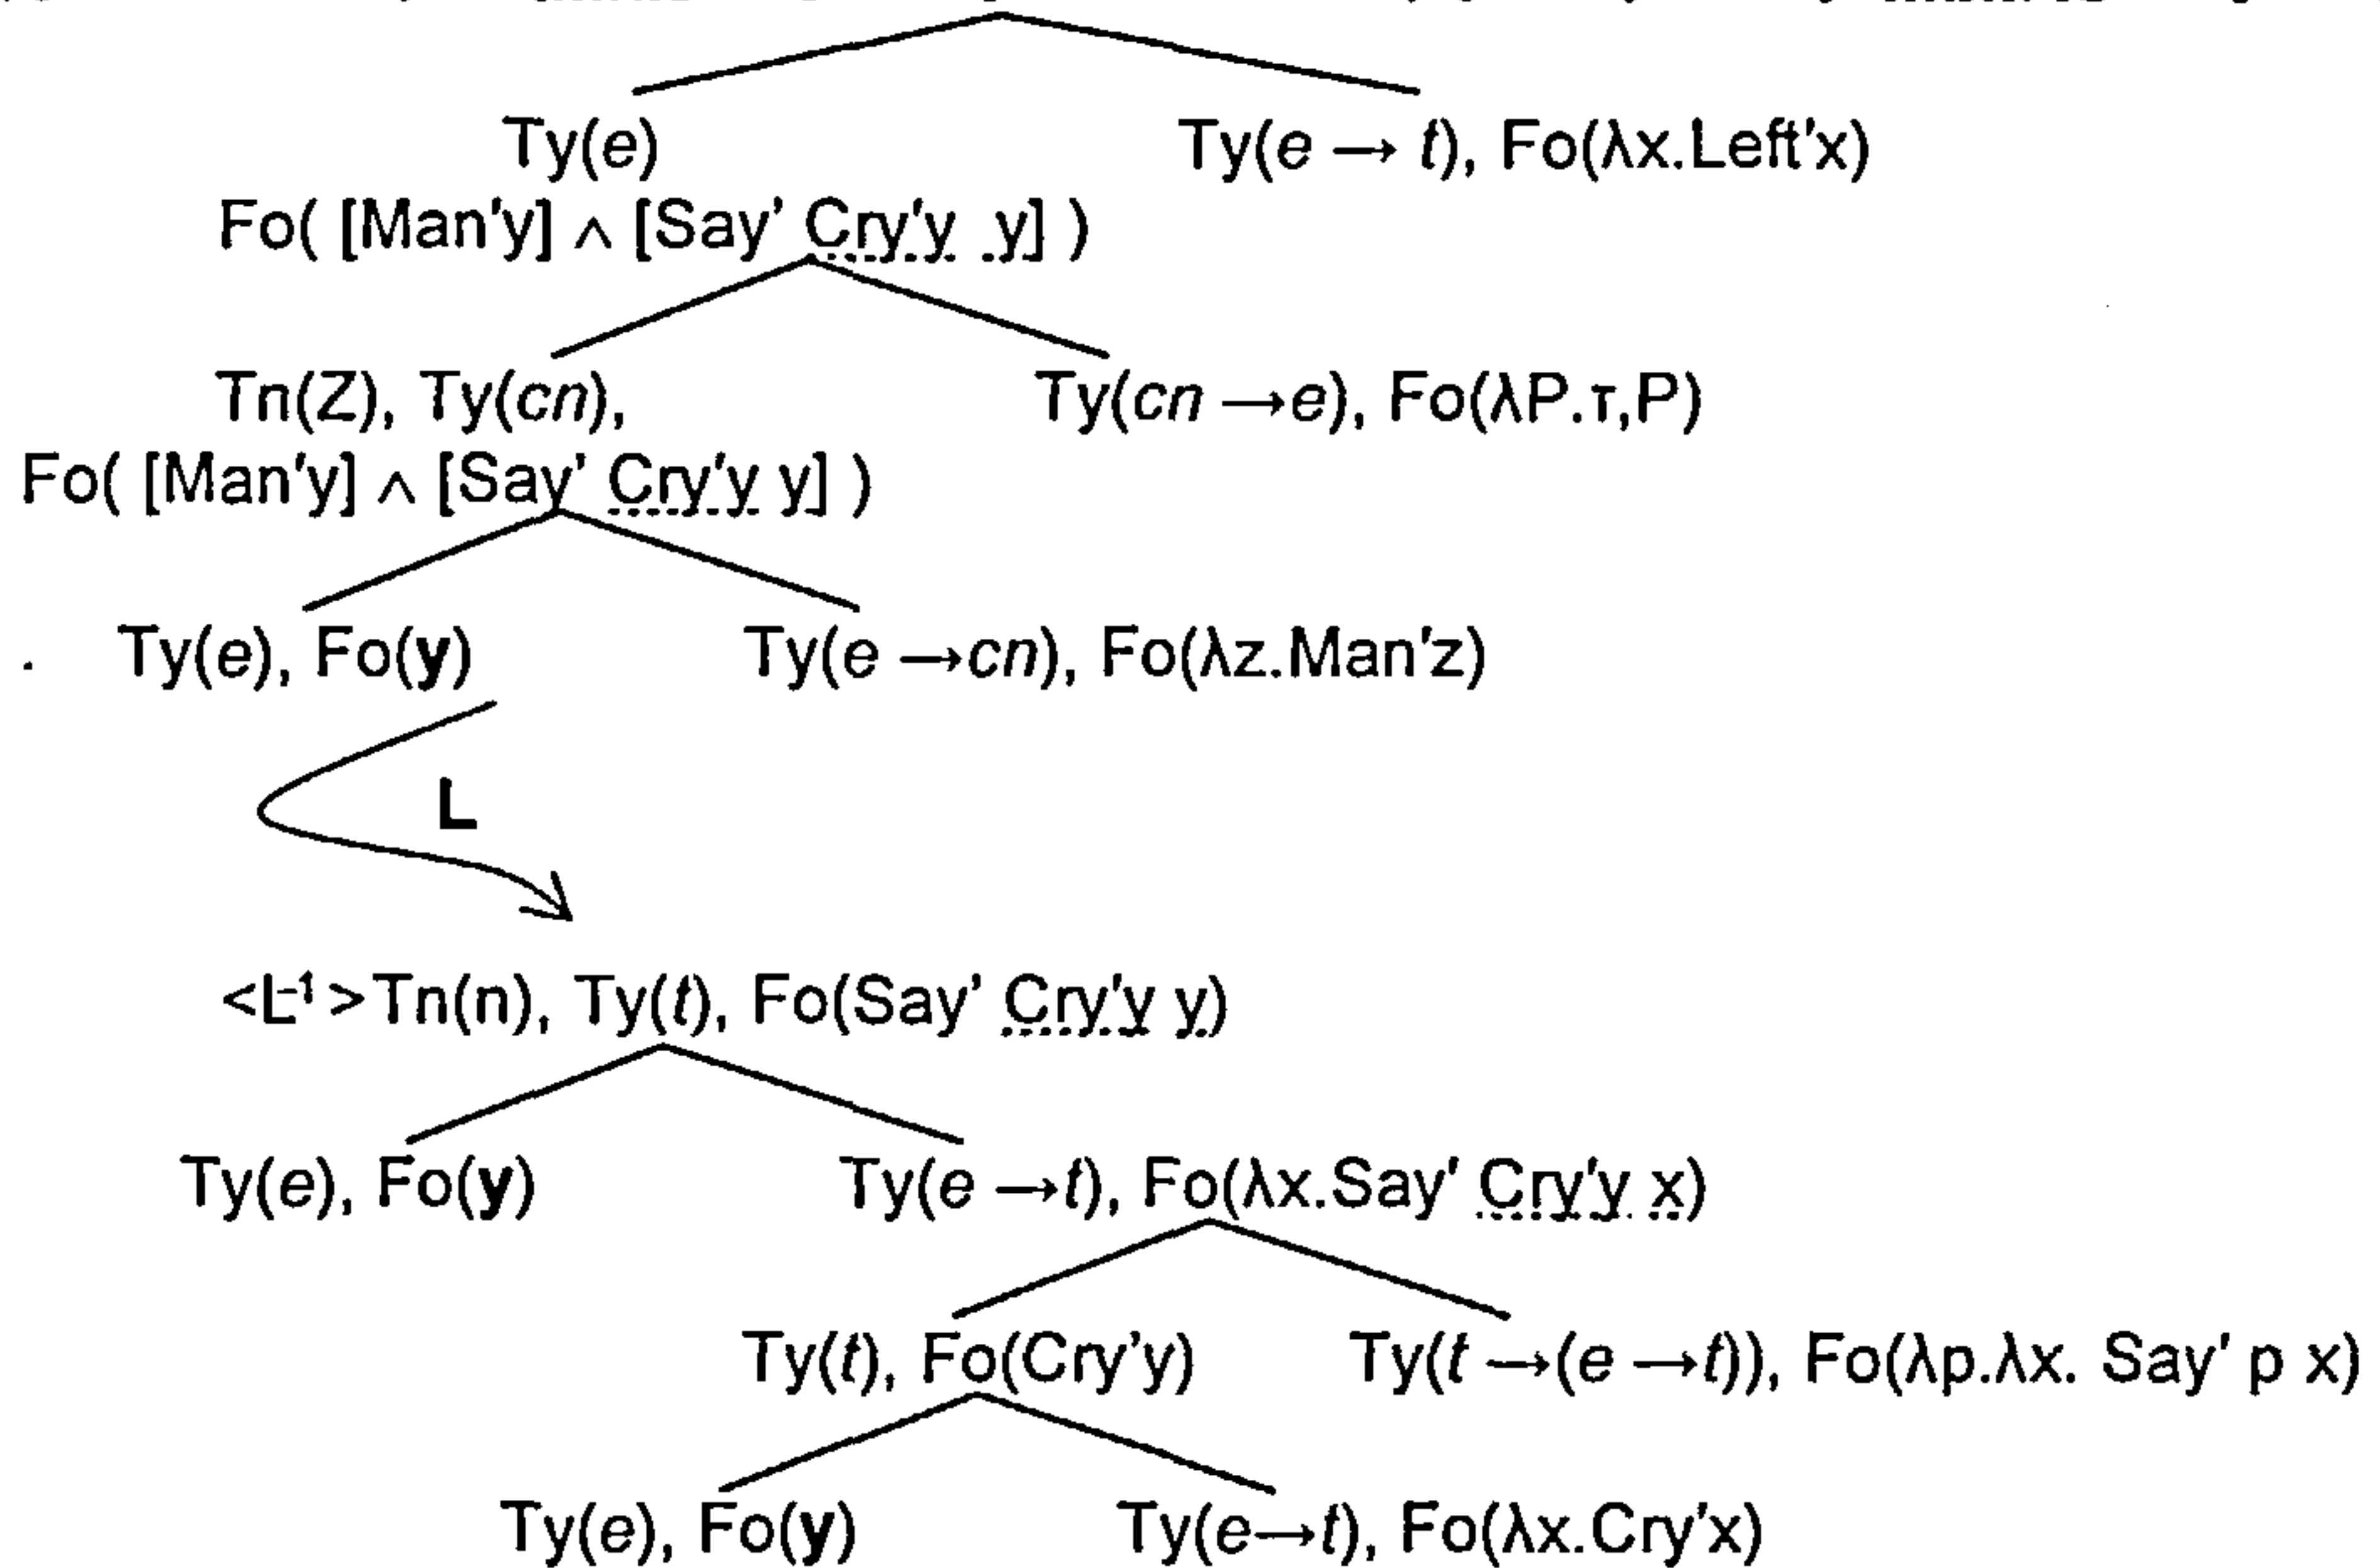 Ty(e) Ty(e → t), Fo(λx.Left'x)
Fo( [Man'y] ∧ [Say' Cry'y y] )
Tn(Z), Ty(cn), Ty(cn → e), Fo(λP.τ,P)
Fo( [Man'y] ∧ [Say' Cry'y y] )
Ty(e), Fo(y) Ty(e → cn), Fo(λz.Man'z)
L
<L⁻¹>Tn(n), Ty(t), Fo(Say' Cry'y y)
Ty(e), Fo(y) Ty(e → t), Fo(λx.Say' Cry'y x)
Ty(t), Fo(Cry'y) Ty(t → (e → t)), Fo(λp.λx. Say' p x)
Ty(e), Fo(y) Ty(e → t), Fo(λx.Cry'x)